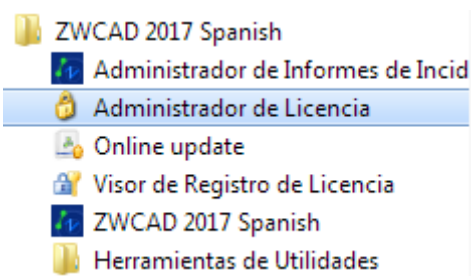 ZWCAD 2017 Spanish
Administrador de Informes de Incid
Administrador de Licencia
Online update
Visor de Registro de Licencia
ZWCAD 2017 Spanish
Herramientas de Utilidades